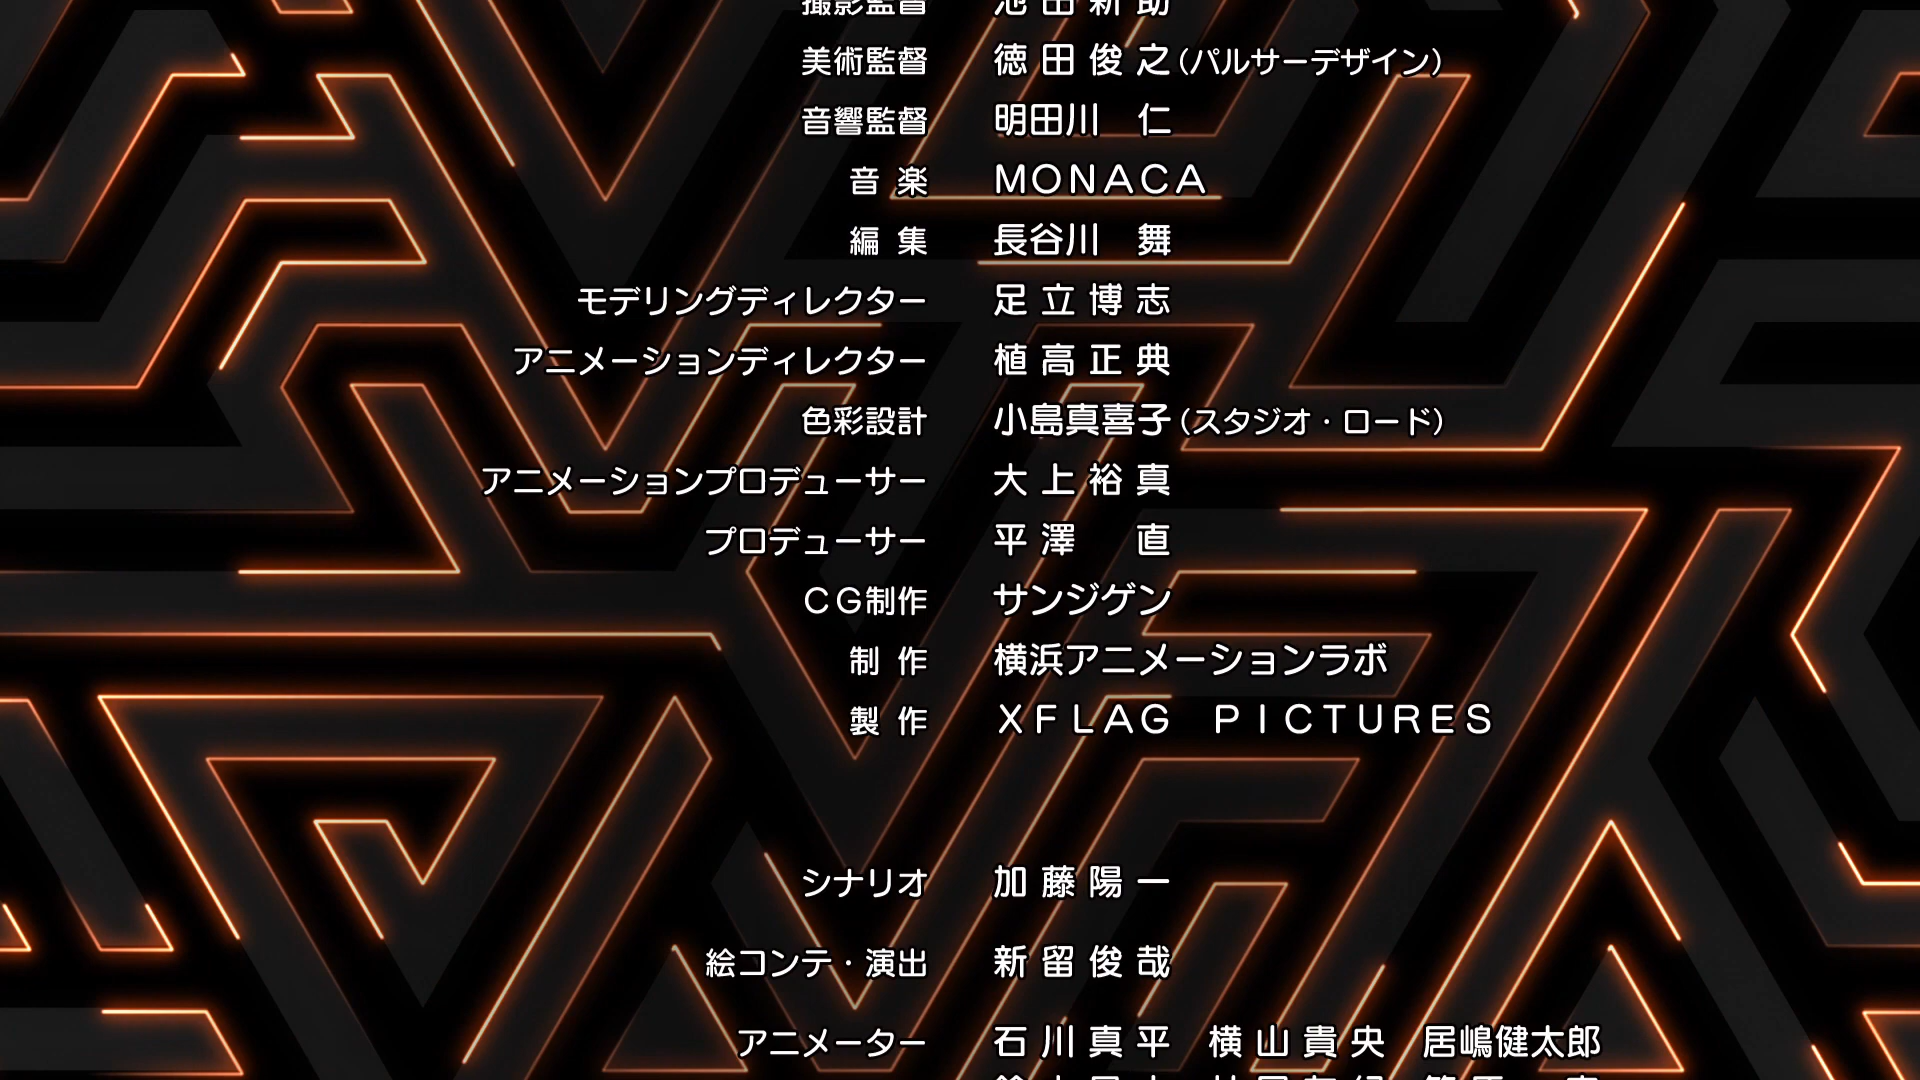 撮影監督 池田新助
美術監督 徳田俊之（パルサーデザイン）
音響監督 明田川 仁
音楽 MONACA
編集 長谷川 舞
モデリングディレクター 足立博志
アニメーションディレクター 植高正典
色彩設計 小島真喜子（スタジオ・ロード）
アニメーションプロデューサー 大上裕真
プロデューサー 平澤 直
CG制作 サンジゲン
制作 横浜アニメーションラボ
製作 XFLAG PICTURES
シナリオ 加藤陽一
絵コンテ・演出 新留俊哉
アニメーター 石川真平 横山貴央 居嶋健太郎